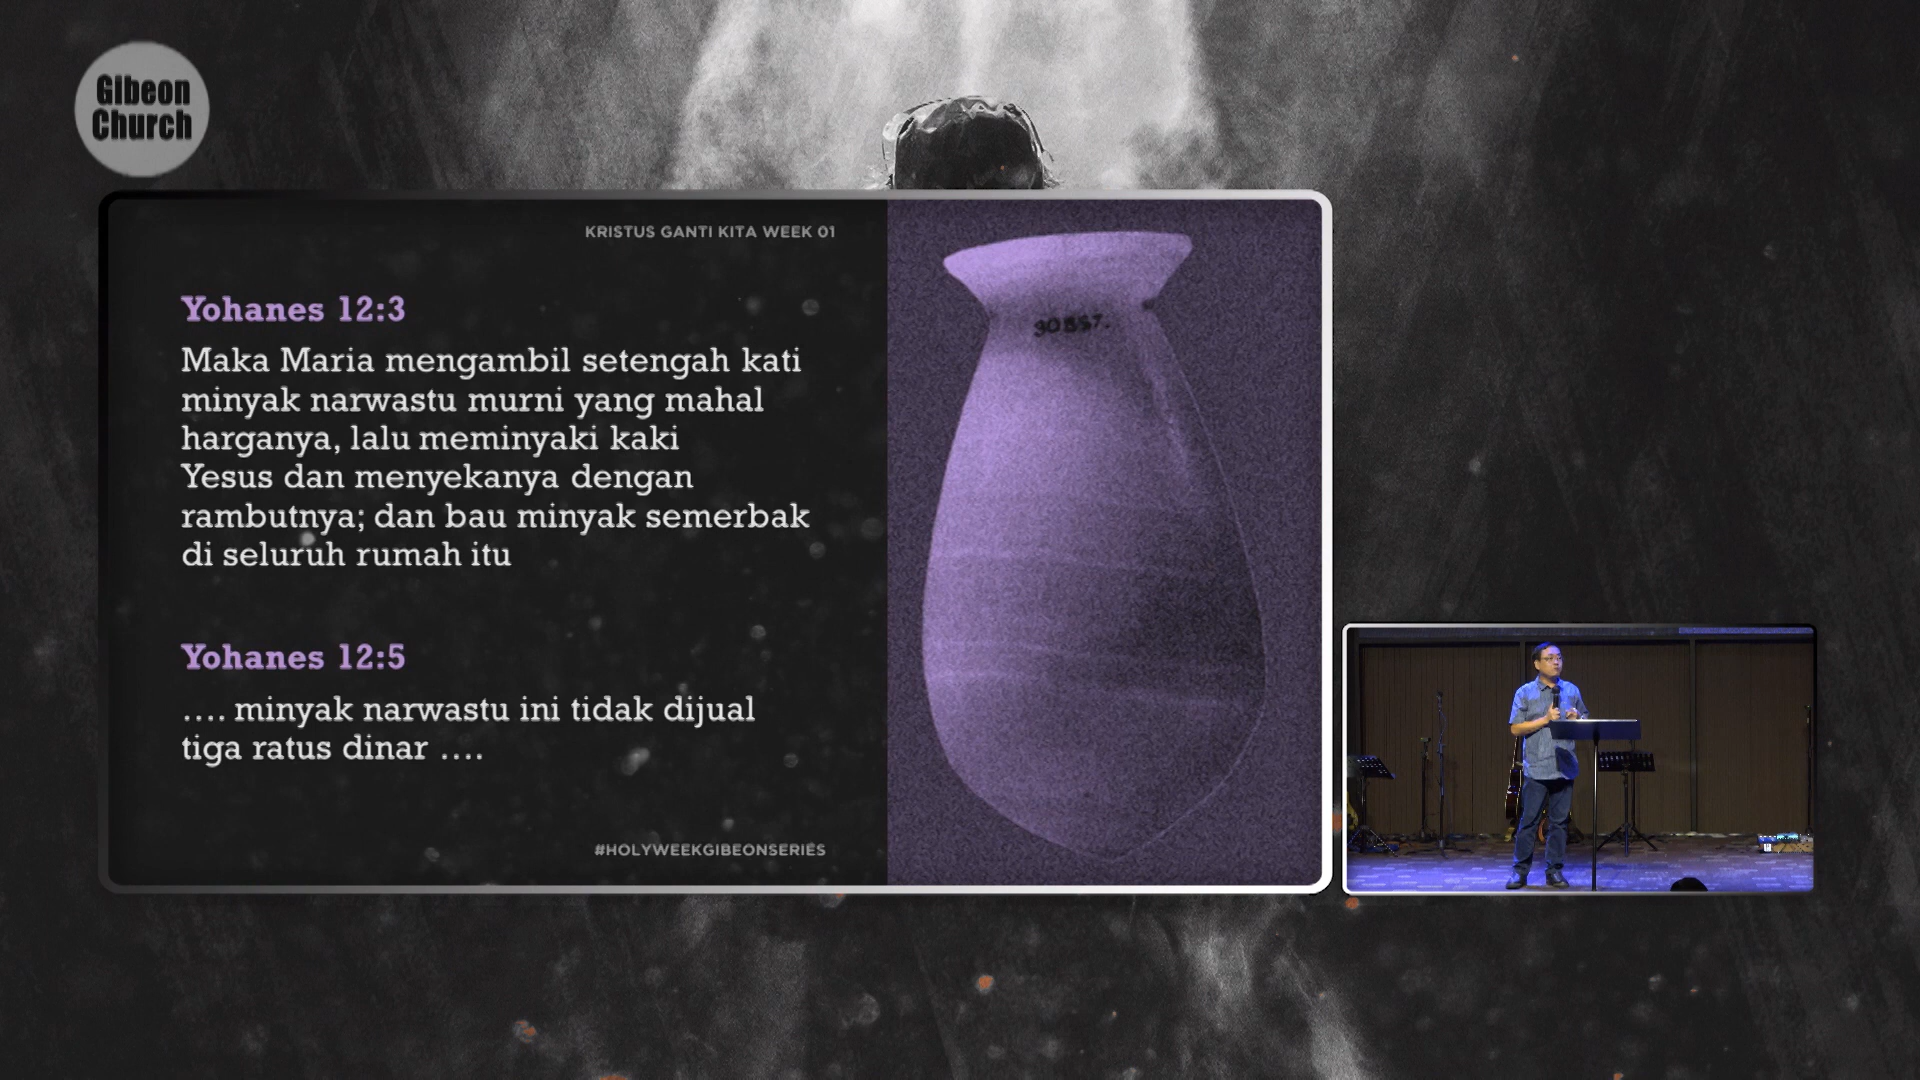 Gibeon
Church
KRISTUS GANTI KITA WEEK 01
Yohanes 12:3
Maka Maria mengambil setengah kati
minyak narwastu murni yang mahal
harganya, lalu meminyaki kaki
Yesus dan menyekanya dengan
rambutnya; dan bau minyak semerbak
di seluruh rumah itu
Yohanes 12:5
.... minyak narwastu ini tidak dijual
tiga ratus dinar ....
#HOLYWEEKGIBEONSERIES